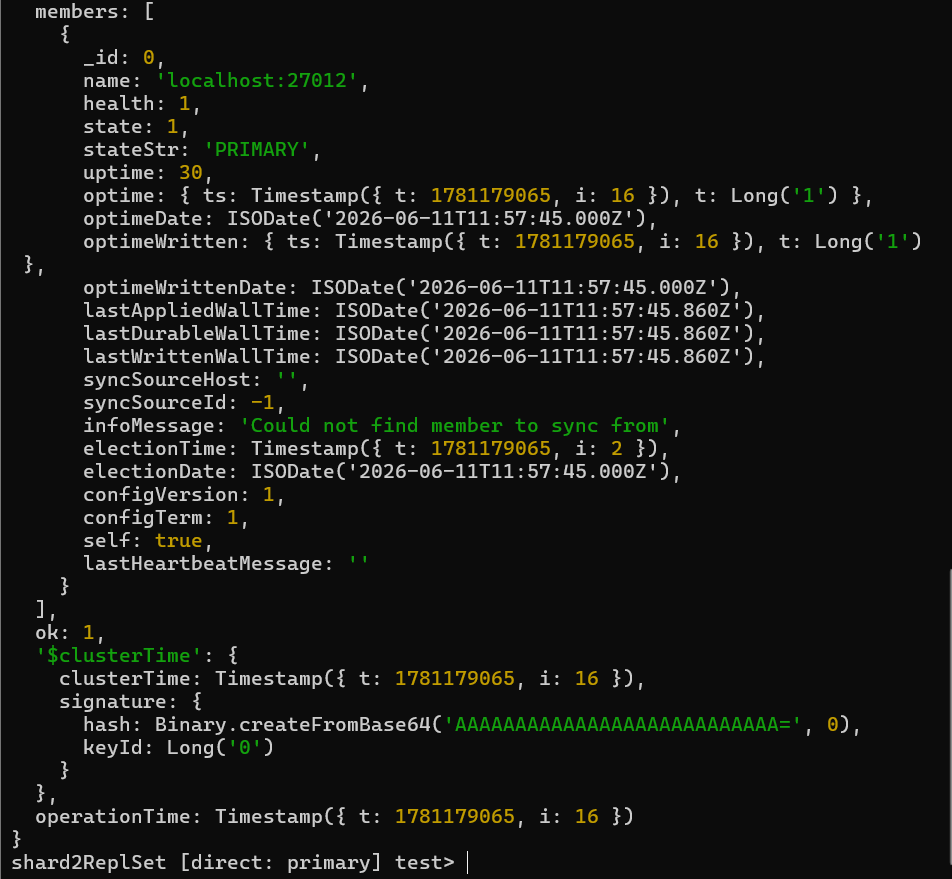 members: [
{
_id: 0,
name: 'localhost:27012',
health: 1,
state: 1,
stateStr: 'PRIMARY',
uptime: 30,
optime: { ts: Timestamp({ t: 1781179065, i: 16 }), t: Long('1') },
optimeDate: ISODate('2026-06-11T11:57:45.000Z'),
optimeWritten: { ts: Timestamp({ t: 1781179065, i: 16 }), t: Long('1')
},
optimeWrittenDate: ISODate('2026-06-11T11:57:45.000Z'),
lastAppliedWallTime: ISODate('2026-06-11T11:57:45.860Z'),
lastDurableWallTime: ISODate('2026-06-11T11:57:45.860Z'),
lastWrittenWallTime: ISODate('2026-06-11T11:57:45.860Z'),
syncSourceHost: '',
syncSourceId: -1,
infoMessage: 'Could not find member to sync from',
electionTime: Timestamp({ t: 1781179065, i: 2 }),
electionDate: ISODate('2026-06-11T11:57:45.000Z'),
configVersion: 1,
configTerm: 1,
self: true,
lastHeartbeatMessage: ''
}
],
ok: 1,
'$clusterTime': {
clusterTime: Timestamp({ t: 1781179065, i: 16 }),
signature: {
hash: Binary.createFromBase64('AAAAAAAAAAAAAAAAAAAAAAAAAAA=', 0),
keyId: Long('0')
}
},
operationTime: Timestamp({ t: 1781179065, i: 16 })
}
shard2ReplSet [direct: primary] test>